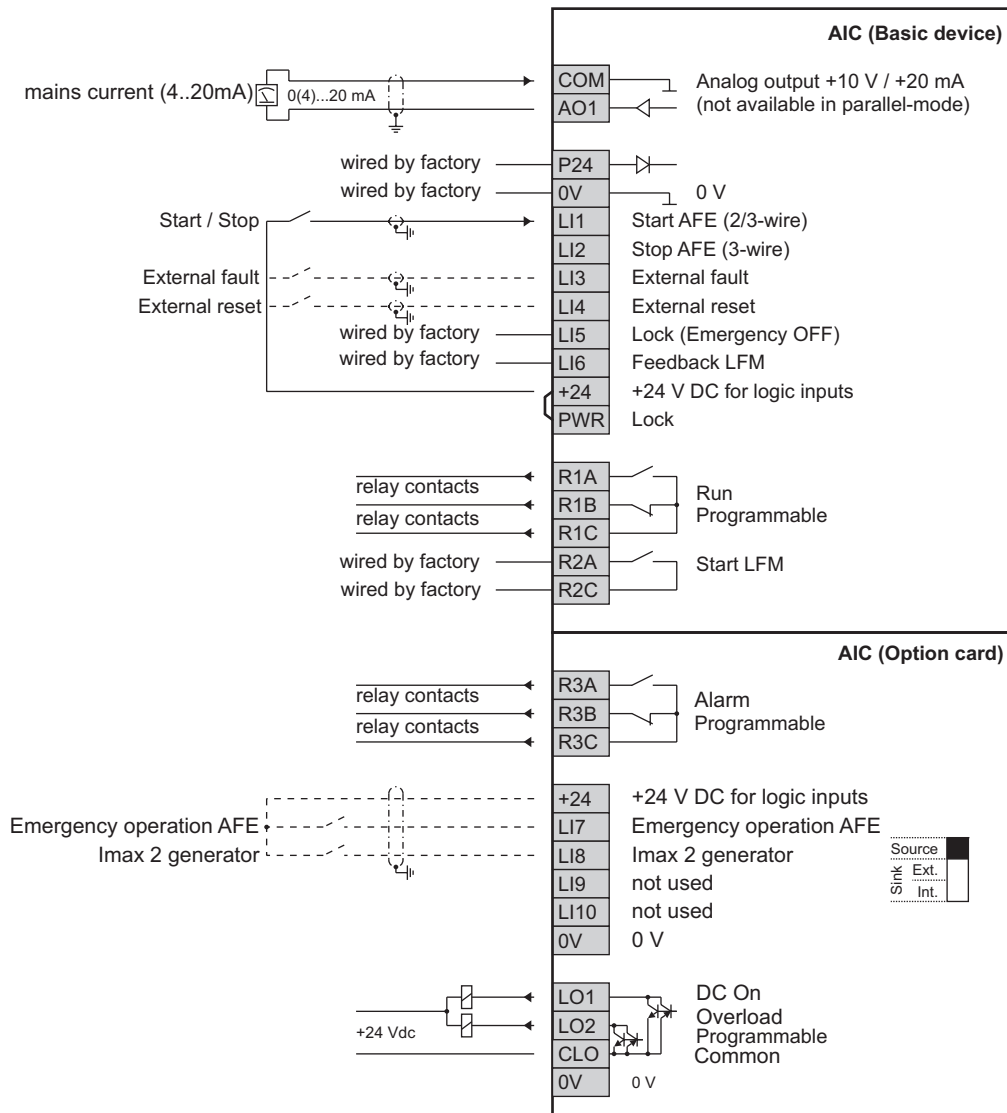 AIC (Basic device)
mains current (4..20mA) 0(4)...20 mA COM Analog output +10 V / +20 mA
AO1 (not available in parallel-mode)
wired by factory P24
wired by factory 0V 0 V
Start / Stop LI1 Start AFE (2/3-wire)
LI2 Stop AFE (3-wire)
External fault LI3 External fault
External reset LI4 External reset
wired by factory LI5 Lock (Emergency OFF)
wired by factory LI6 Feedback LFM
+24 +24 V DC for logic inputs
PWR Lock
R1A
relay contacts R1B Run
Programmable
relay contacts R1C
wired by factory R2A Start LFM
wired by factory R2C
AIC (Option card)
R3A
relay contacts R3B Alarm
Programmable
relay contacts R3C
+24 +24 V DC for logic inputs
Emergency operation AFE LI7 Emergency operation AFE
Imax 2 generator LI8 Imax 2 generator
Source
Sink Ext.
Int.
LI9 not used
LI10 not used
0V 0 V
LO1 DC On
+24 Vdc LO2 Overload
Programmable
CLO Common
0V 0 V